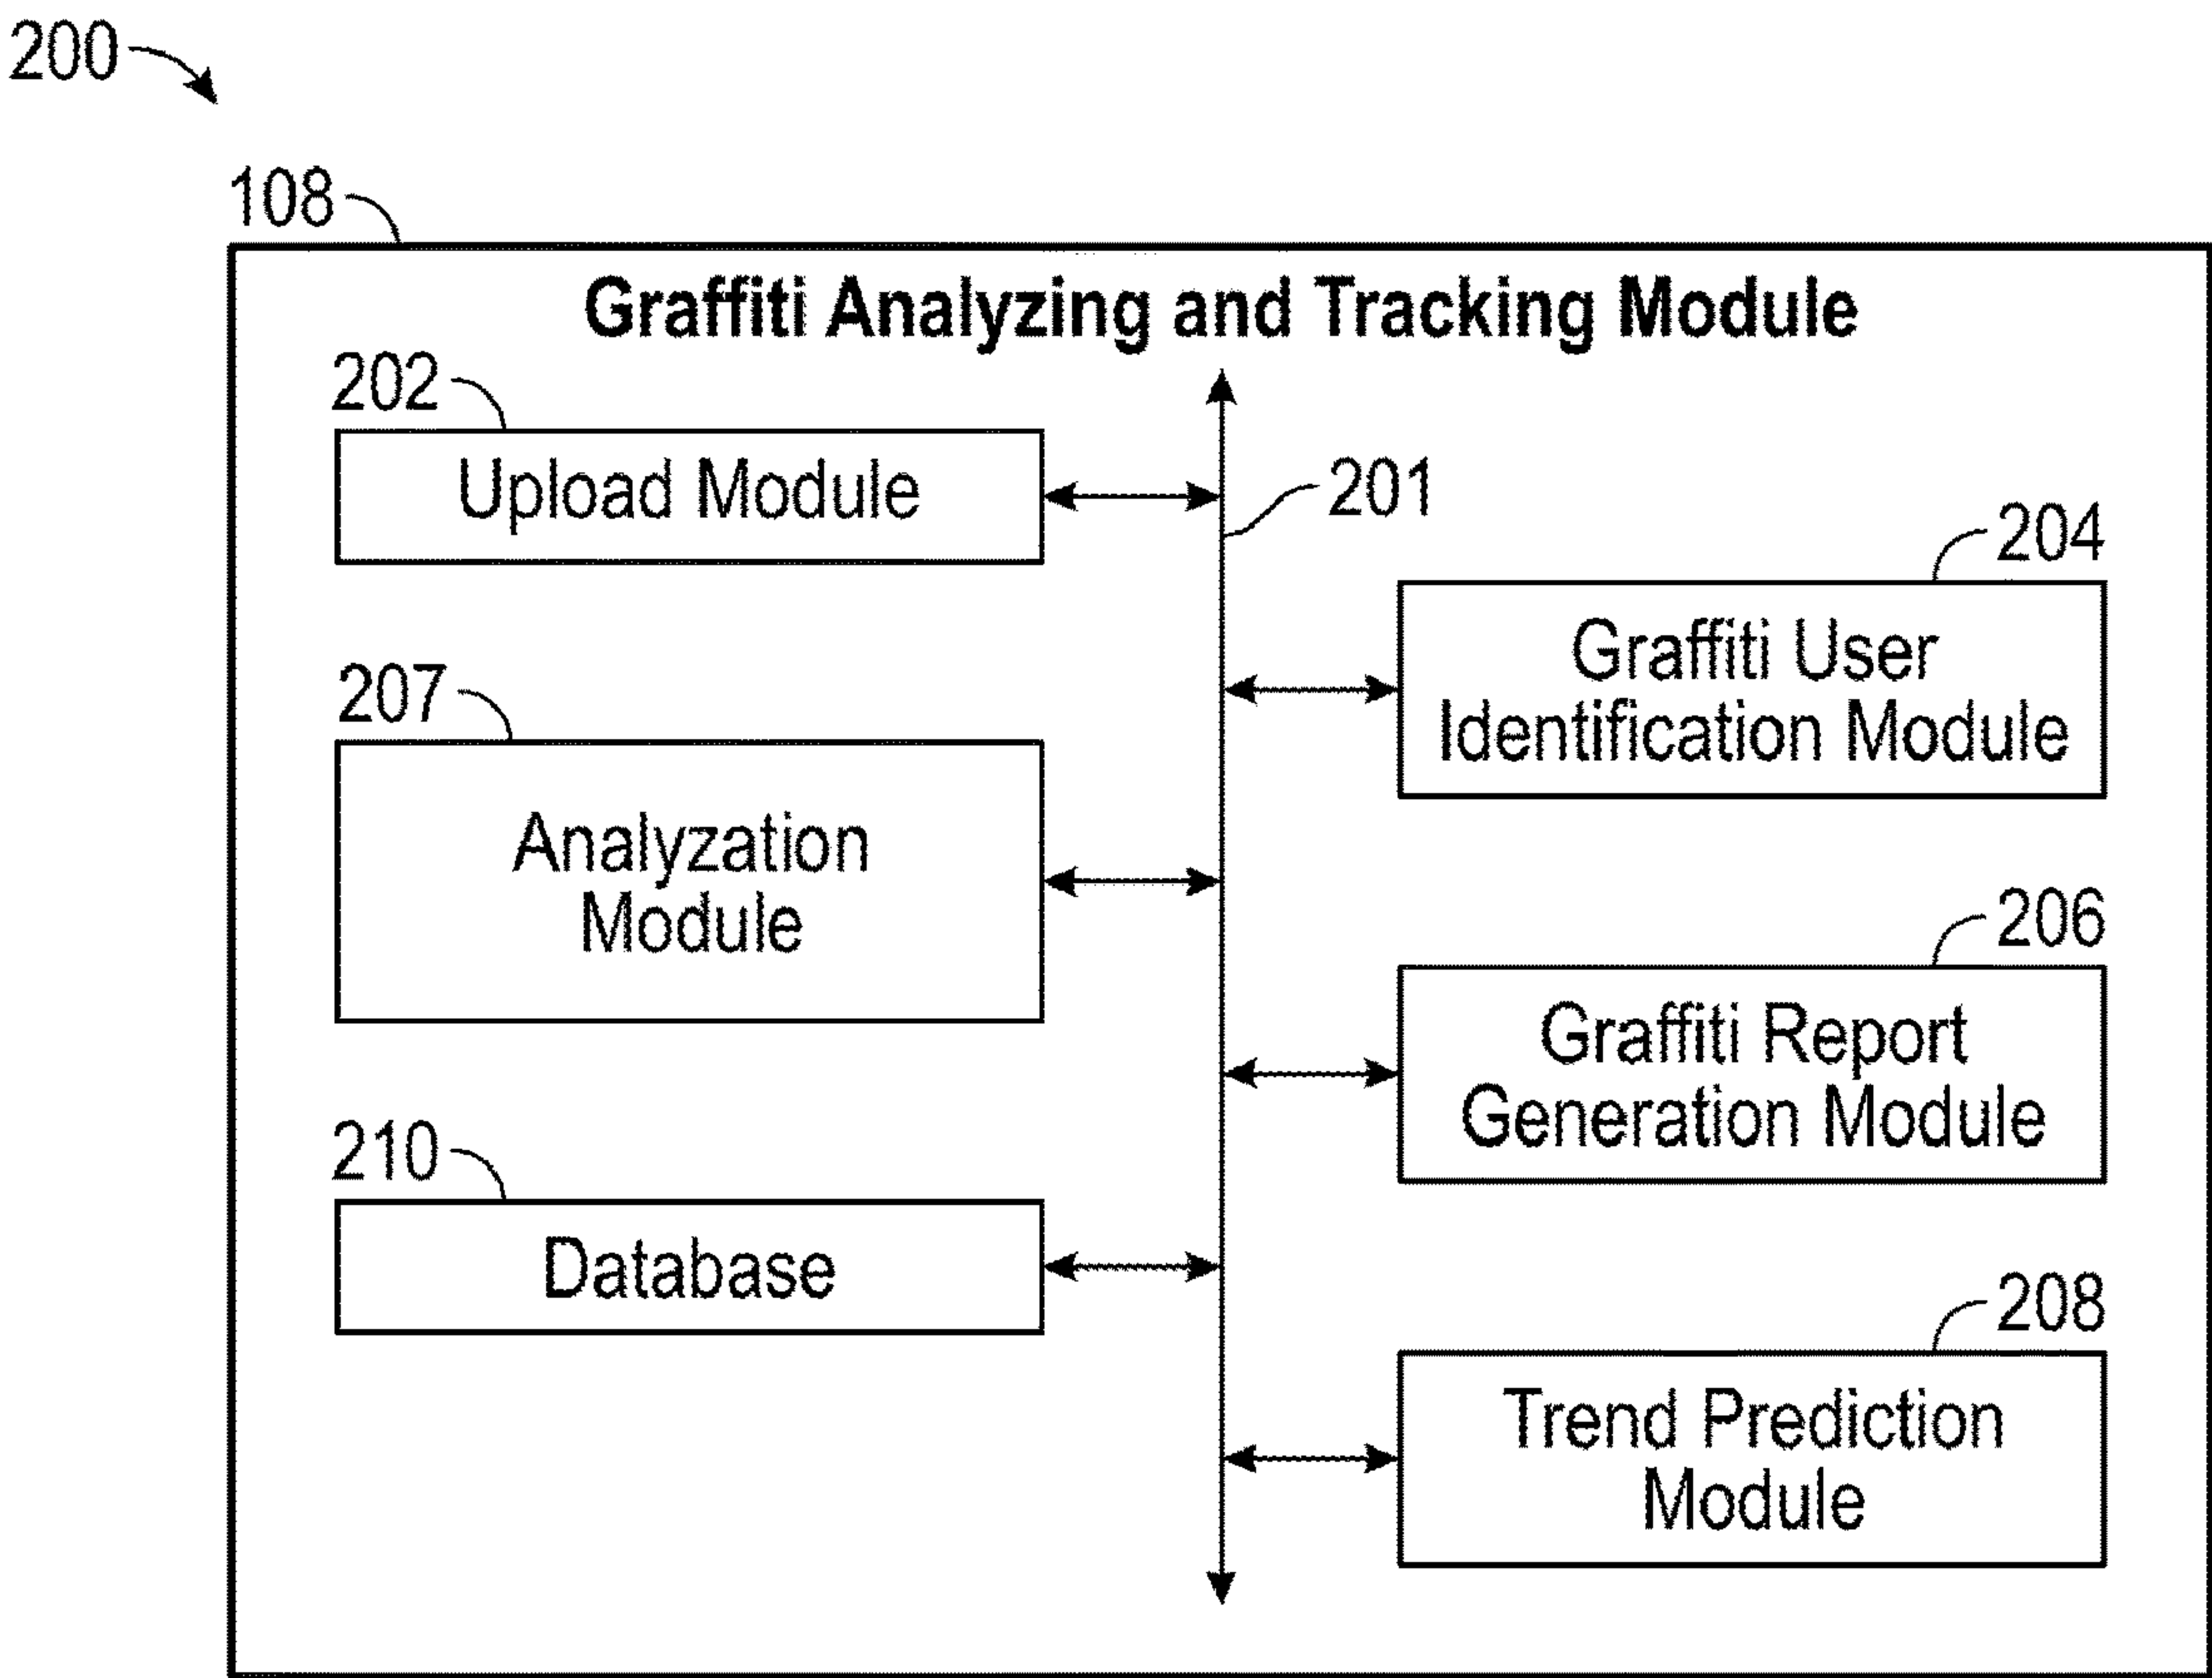 200
108
Graffiti Analyzing and Tracking Module
202
Upload Module
201
204
Graffiti User
Identification Module
207
Analyzation
Module
206
Graffiti Report
Generation Module
210
Database
208
Trend Prediction
Module